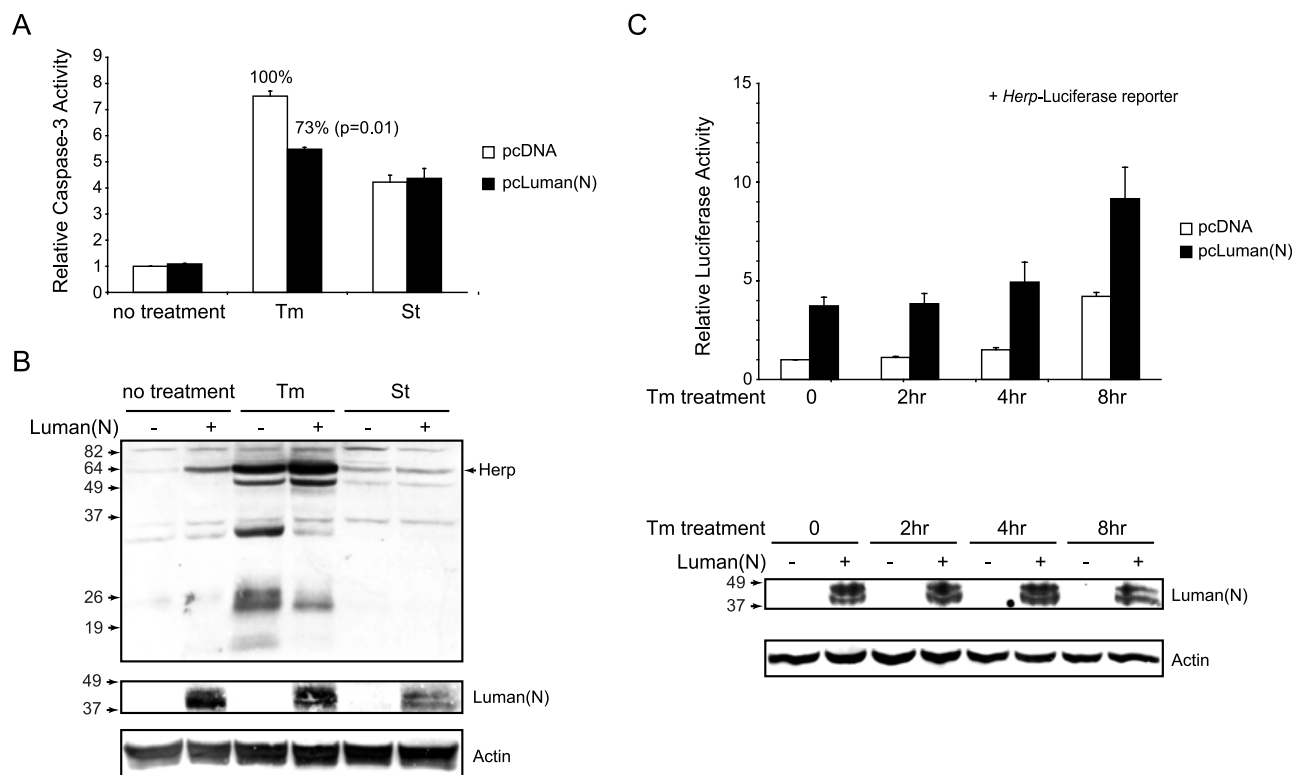 A
Relative Caspase-3 Activity
9
8
7
6
5
4
3
2
1
0
100%
73% (p=0.01)
pcDNA
pcLuman(N)
no treatment Tm St
B
no treatment Tm St
Luman(N) - + - + - +
82
64
49
37
26
19
Herp
49
37
Luman(N)
Actin
C
Relative Luciferase Activity
15
10
5
0
+ Herp-Luciferase reporter
pcDNA
pcLuman(N)
Tm treatment 0 2hr 4hr 8hr
Tm treatment 0 2hr 4hr 8hr
Luman(N) - + - + - + - +
49
37
Luman(N)
Actin